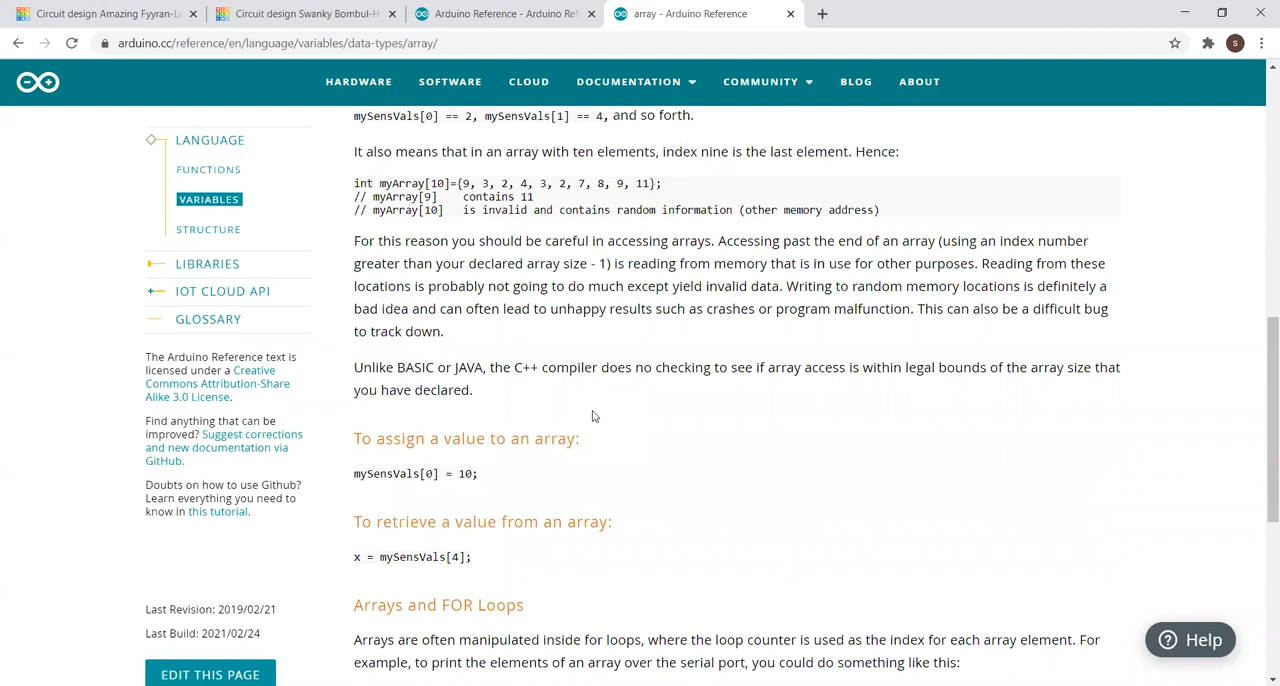 Circuit design Amazing Fyyran-L
Circuit design Swanky Bombul-H
Arduino Reference - Arduino Ref
array - Arduino Reference
arduino.cc/reference/en/language/variables/data-types/array/
S
HARDWARE SOFTWARE CLOUD DOCUMENTATION COMMUNITY BLOG ABOUT
LANGUAGE
FUNCTIONS
VARIABLES
STRUCTURE
LIBRARIES
IOT CLOUD API
GLOSSARY
The Arduino Reference text is
licensed under a Creative
Commons Attribution-Share
Alike 3.0 License.
Find anything that can be
improved? Suggest corrections
and new documentation via
GitHub.
Doubts on how to use Github?
Learn everything you need to
know in this tutorial.
Last Revision: 2019/02/21
Last Build: 2021/02/24
EDIT THIS PAGE
mySensVals[0] == 2, mySensVals[1] == 4, and so forth.
It also means that in an array with ten elements, index nine is the last element. Hence:
int myArray[10]={9, 3, 2, 4, 3, 2, 7, 8, 9, 11};
// myArray[9] contains 11
// myArray[10] is invalid and contains random information (other memory address)
For this reason you should be careful in accessing arrays. Accessing past the end of an array (using an index number
greater than your declared array size - 1) is reading from memory that is in use for other purposes. Reading from these
locations is probably not going to do much except yield invalid data. Writing to random memory locations is definitely a
bad idea and can often lead to unhappy results such as crashes or program malfunction. This can also be a difficult bug
to track down.
Unlike BASIC or JAVA, the C++ compiler does no checking to see if array access is within legal bounds of the array size that
you have declared.
To assign a value to an array:
mySensVals[0] = 10;
To retrieve a value from an array:
x = mySensVals[4];
Arrays and FOR Loops
Arrays are often manipulated inside for loops, where the loop counter is used as the index for each array element. For
example, to print the elements of an array over the serial port, you could do something like this:
Help